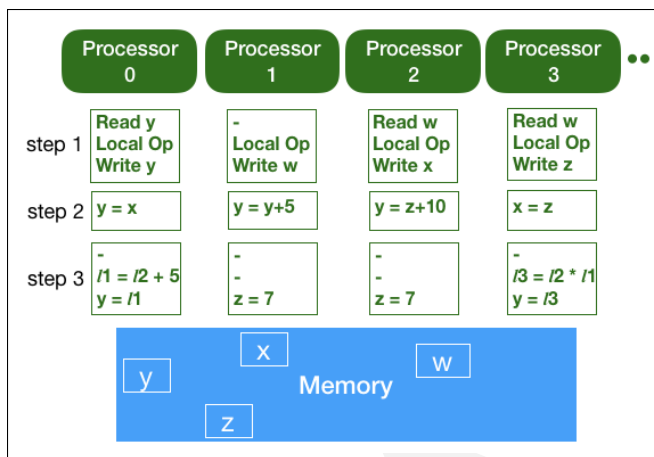 Processor 0
Processor 1
Processor 2
Processor 3
step 1
Read y
Local Op
Write y
-
Local Op
Write w
Read w
Local Op
Write x
Read w
Local Op
Write z
step 2
y = x
y = y+5
y = z+10
x = z
step 3
-
l1 = l2 + 5
y = l1
-
-
z = 7
-
-
z = 7
-
l3 = l2 * l1
y = l3
x
w
y
Memory
z